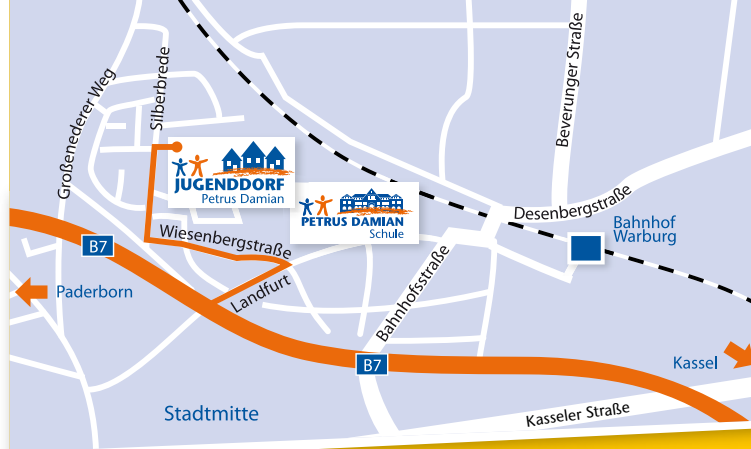 Großenederer Weg
Silberbrede
Beverunger Straße
JUGENDDORF
Petrus Damian
PETRUS DAMIAN
Schule
Desenbergstraße
Bahnhof
Warburg
Wiesenbergstraße
B7
Landfurt
Bahnhofsstraße
Paderborn
B7
Kassel
Stadtmitte
Kasseler Straße